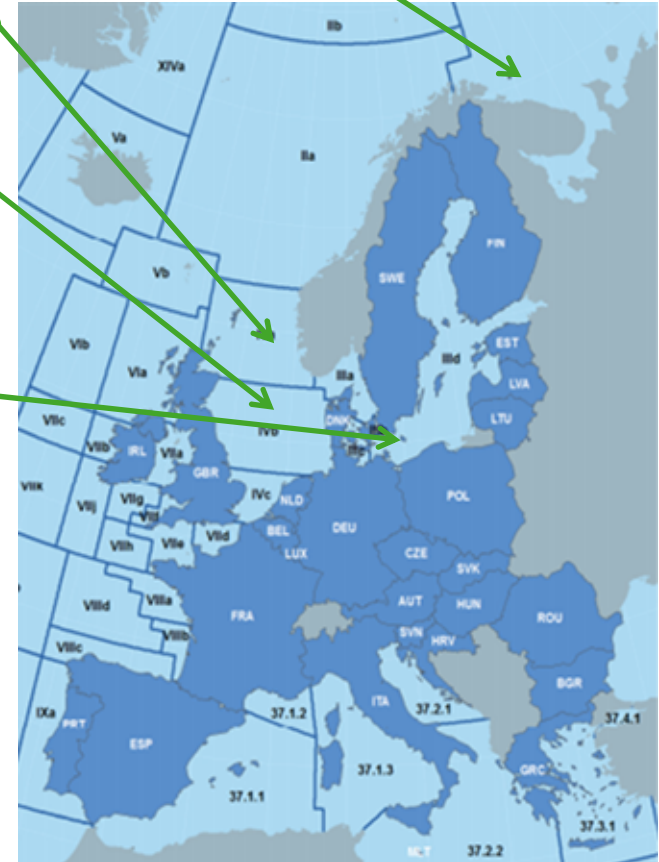 IIb
XIVa
Va
IIa
Vb
FIN
SWE
VIb
VIa
IIIa
IIId
EST
LVA
LTU
VIIc
DNK
IVb
VIIb
IRL
VIIa
GBR
VIIk
VIIj
VIIg
IVc
NLD
POL
DEU
BEL
VIId
VIIh
VIIe
LUX
CZE
SVK
AUT
HUN
VIIId
VIIIa
FRA
ROU
VIIIb
SVN
HRV
VIIIc
BGR
IXa
PRT
ESP
ITA
37.1.2
37.2.1
37.4.1
37.1.3
GRC
37.1.1
37.3.1
37.2.2